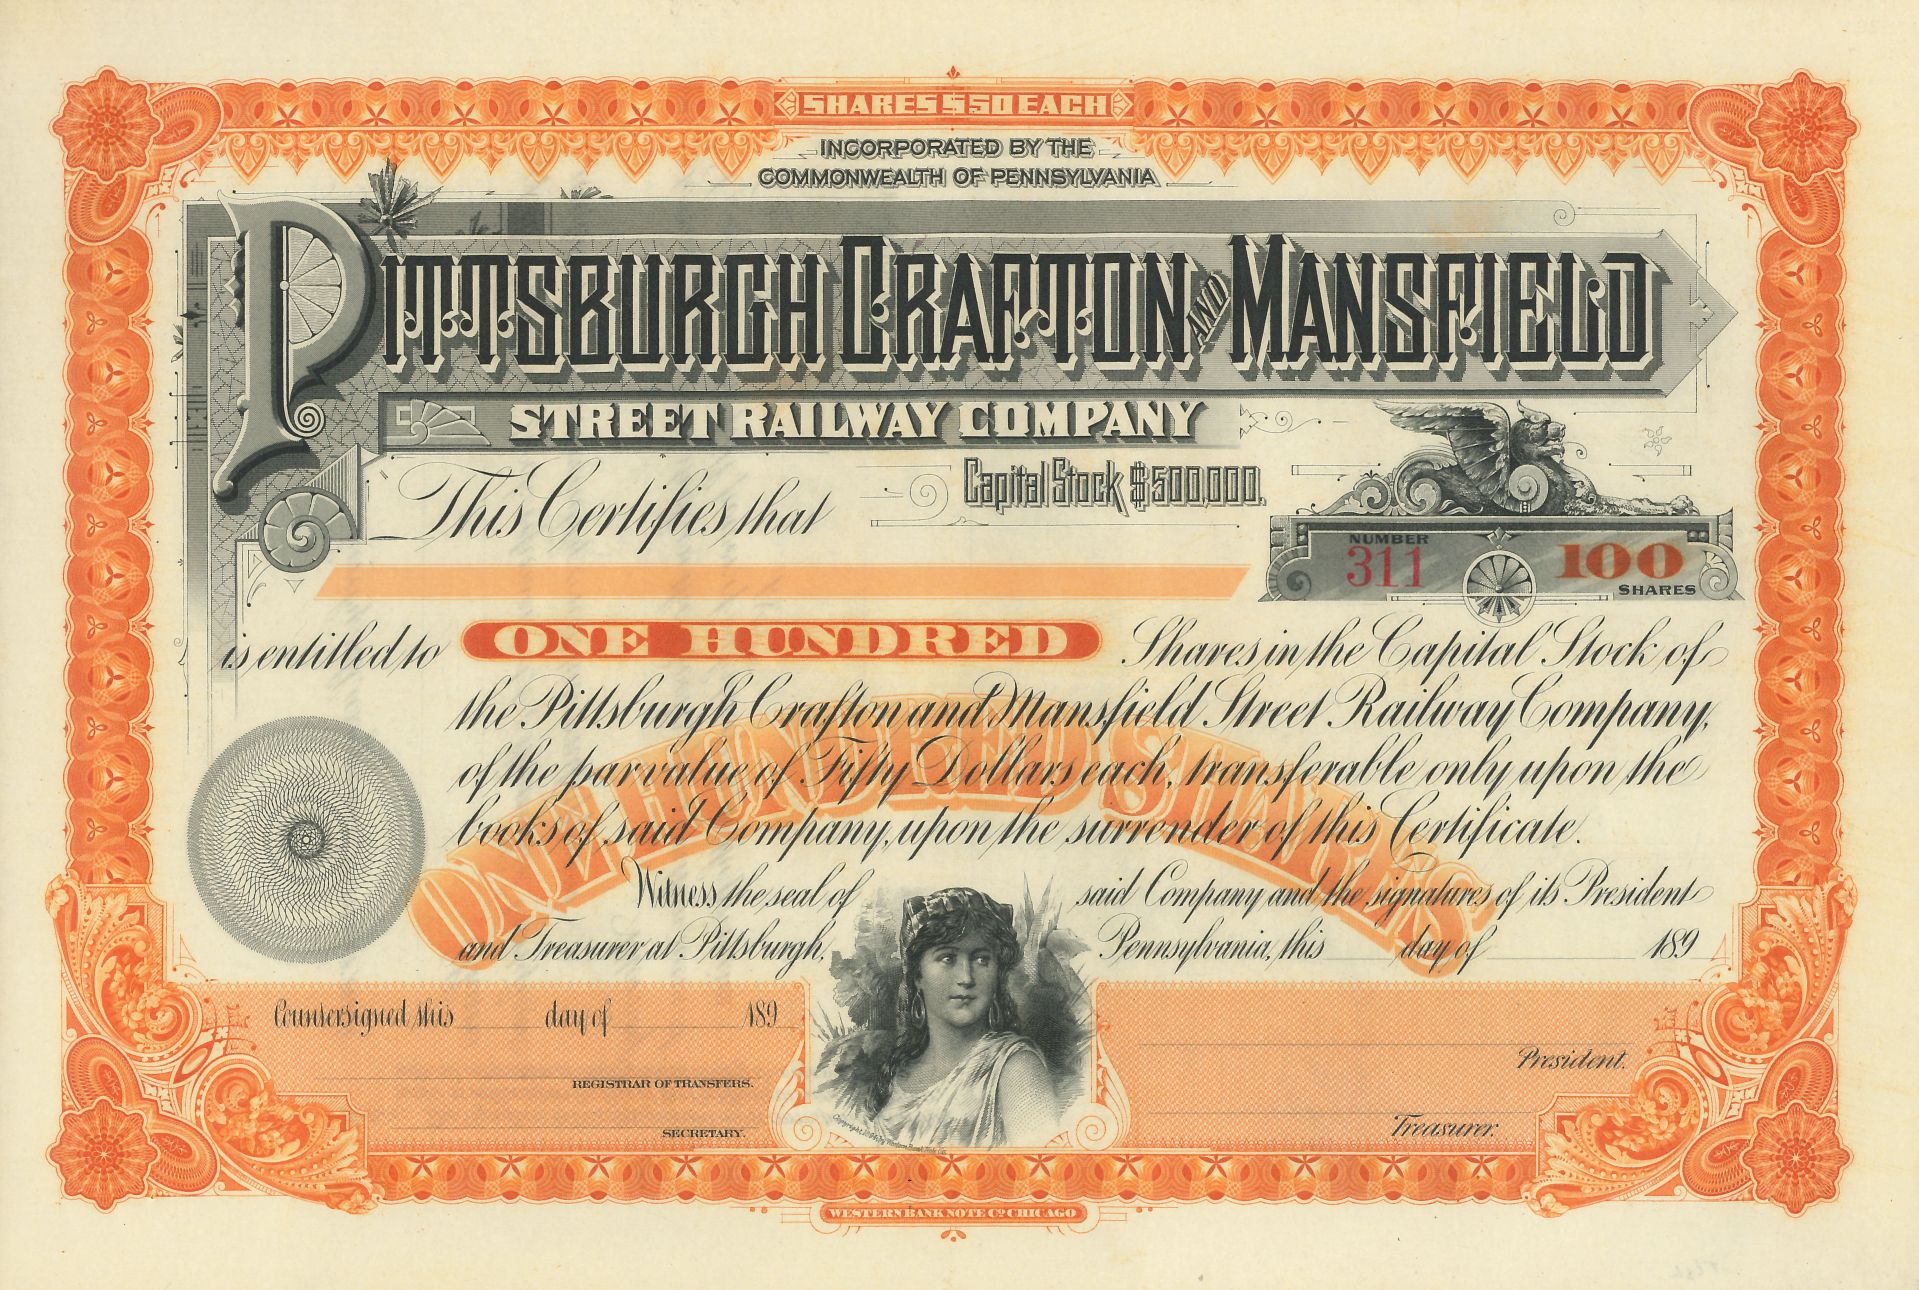 SHARES $50 EACH
INCORPORATED BY THE
COMMONWEALTH OF PENNSYLVANIA
PITTSBURGH CRAFTON AND MANSFIELD
STREET RAILWAY COMPANY
Capital Stock $500,000.
This Certifies that
NUMBER
311
100
SHARES
is entitled to ONE HUNDRED Shares in the Capital Stock of
the Pittsburgh Crafton and Mansfield Street Railway Company,
of the par value of Fifty Dollars each, transferable only upon the
books of said Company, upon the surrender of this Certificate.
ONE HUNDRED SHARES
Witness the seal of said Company and the signatures of its President
and Treasurer at Pittsburgh, Pennsylvania, this day of 189
Countersigned this day of 189
President.
REGISTRAR OF TRANSFERS.
Treasurer.
SECRETARY.
WESTERN BANK NOTE CO CHICAGO